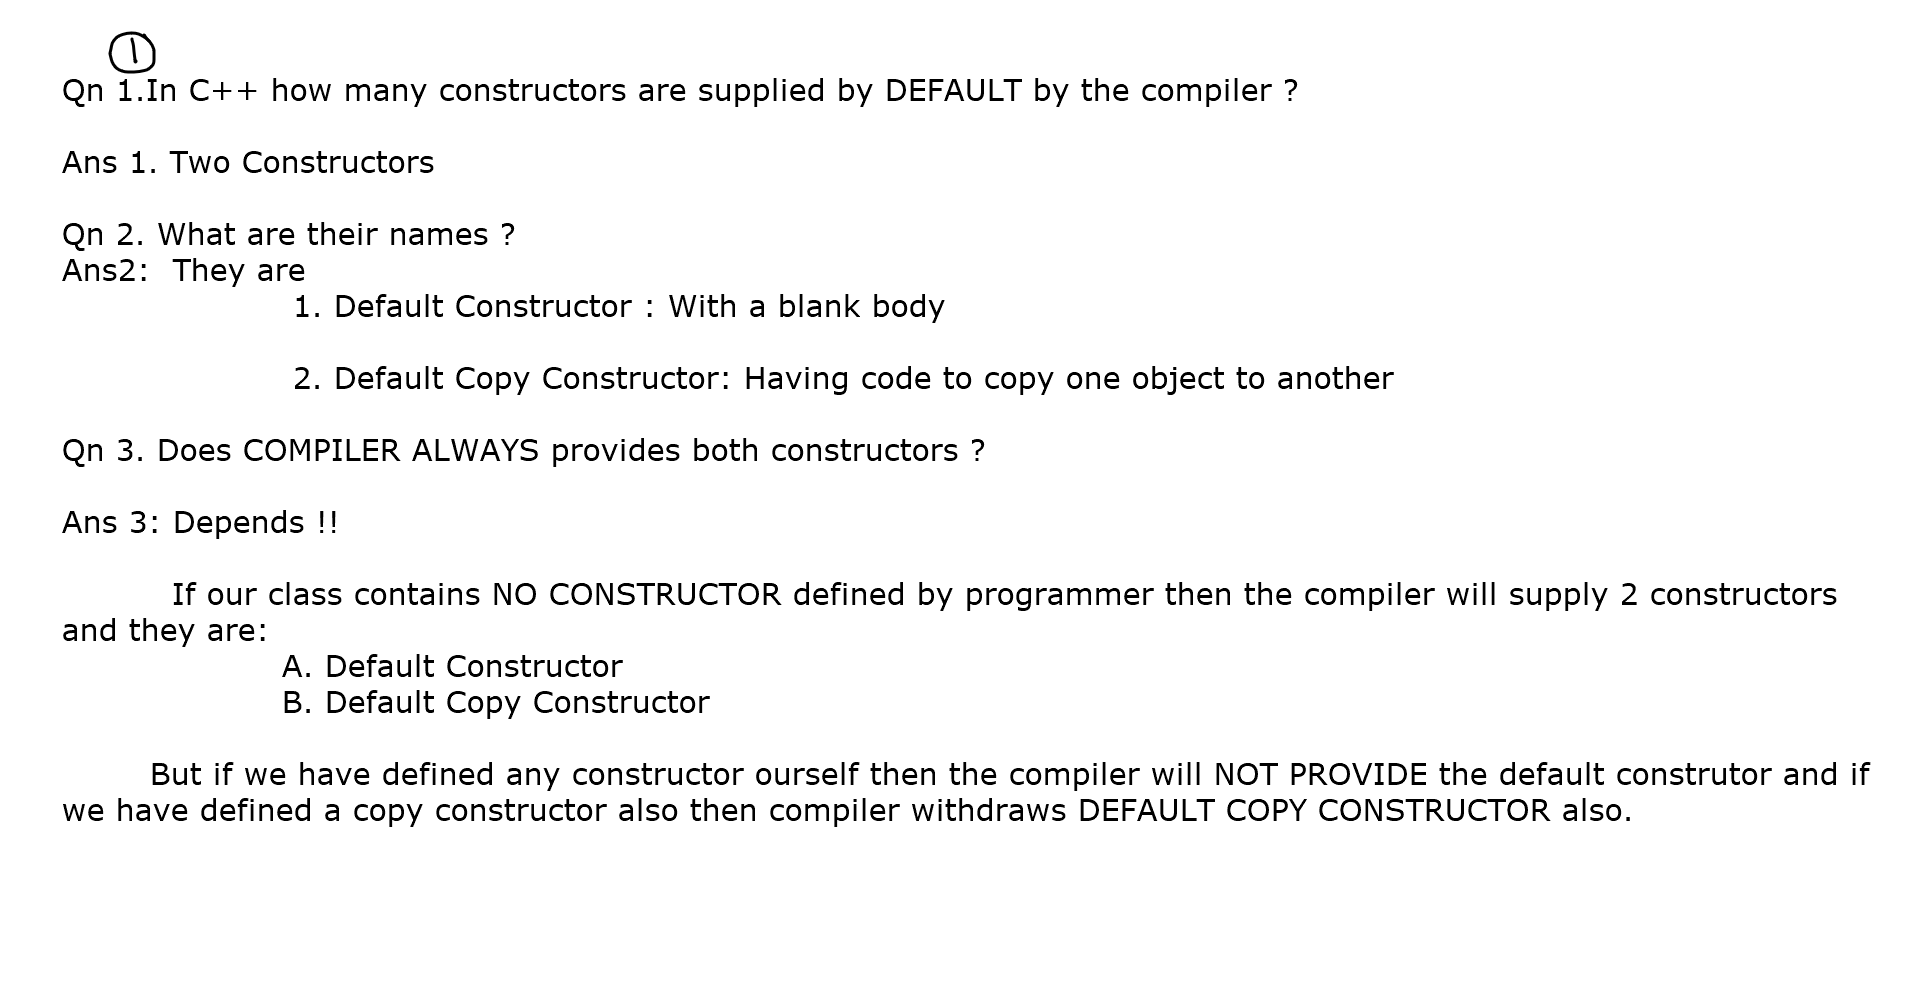 1
Qn 1.In C++ how many constructors are supplied by DEFAULT by the compiler ?
Ans 1. Two Constructors
Qn 2. What are their names ?
Ans2:  They are
1. Default Constructor : With a blank body
2. Default Copy Constructor: Having code to copy one object to another
Qn 3. Does COMPILER ALWAYS provides both constructors ?
Ans 3: Depends !!
If our class contains NO CONSTRUCTOR defined by programmer then the compiler will supply 2 constructors
and they are:
A. Default Constructor
B. Default Copy Constructor
But if we have defined any constructor ourself then the compiler will NOT PROVIDE the default construtor and if
we have defined a copy constructor also then compiler withdraws DEFAULT COPY CONSTRUCTOR also.